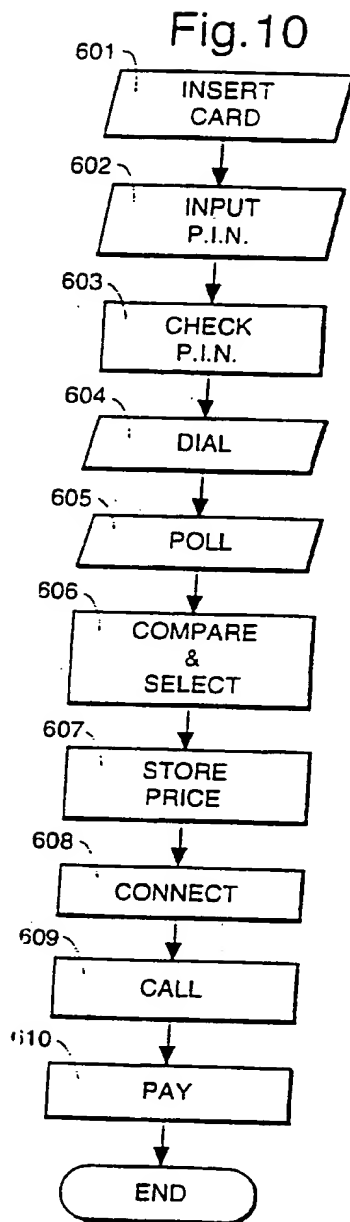 Fig.10
601
INSERT
CARD
602
INPUT
P.I.N.
603
CHECK
P.I.N.
604
DIAL
605
POLL
606
COMPARE
&
SELECT
607
STORE
PRICE
608
CONNECT
609
CALL
610
PAY
END